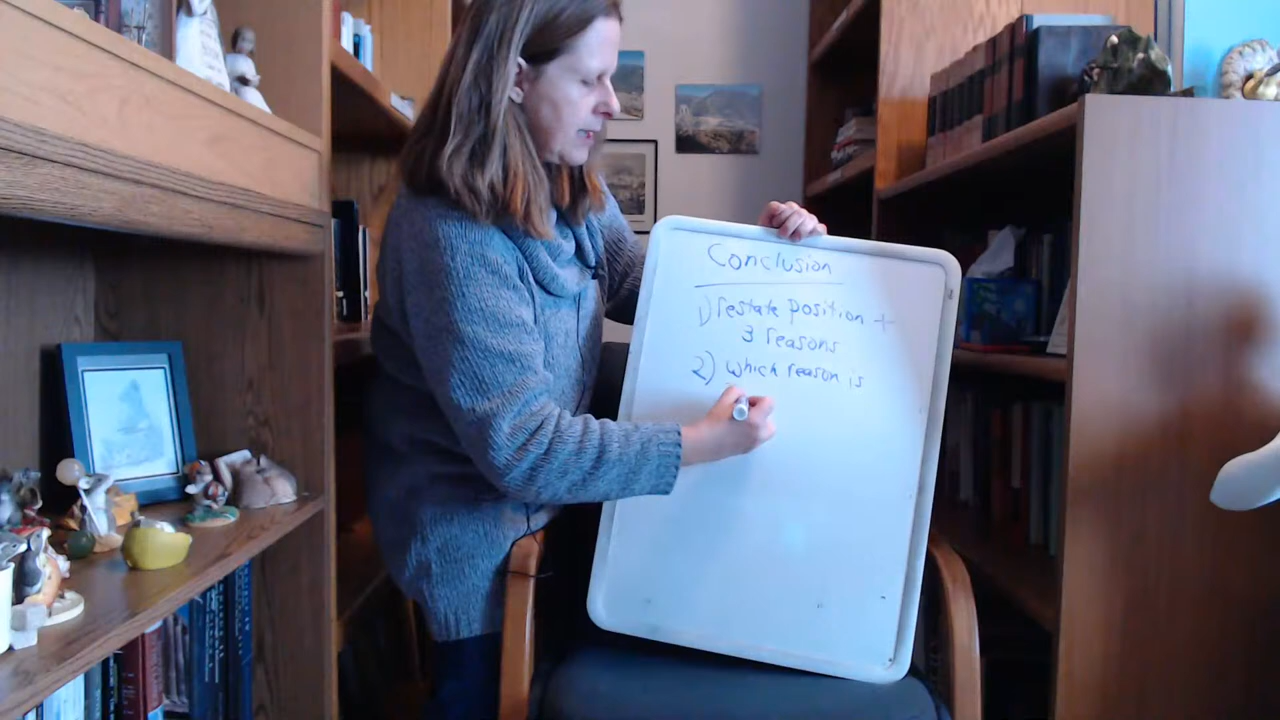 Conclusion
1) restate position +
3 reasons
2) which reason is